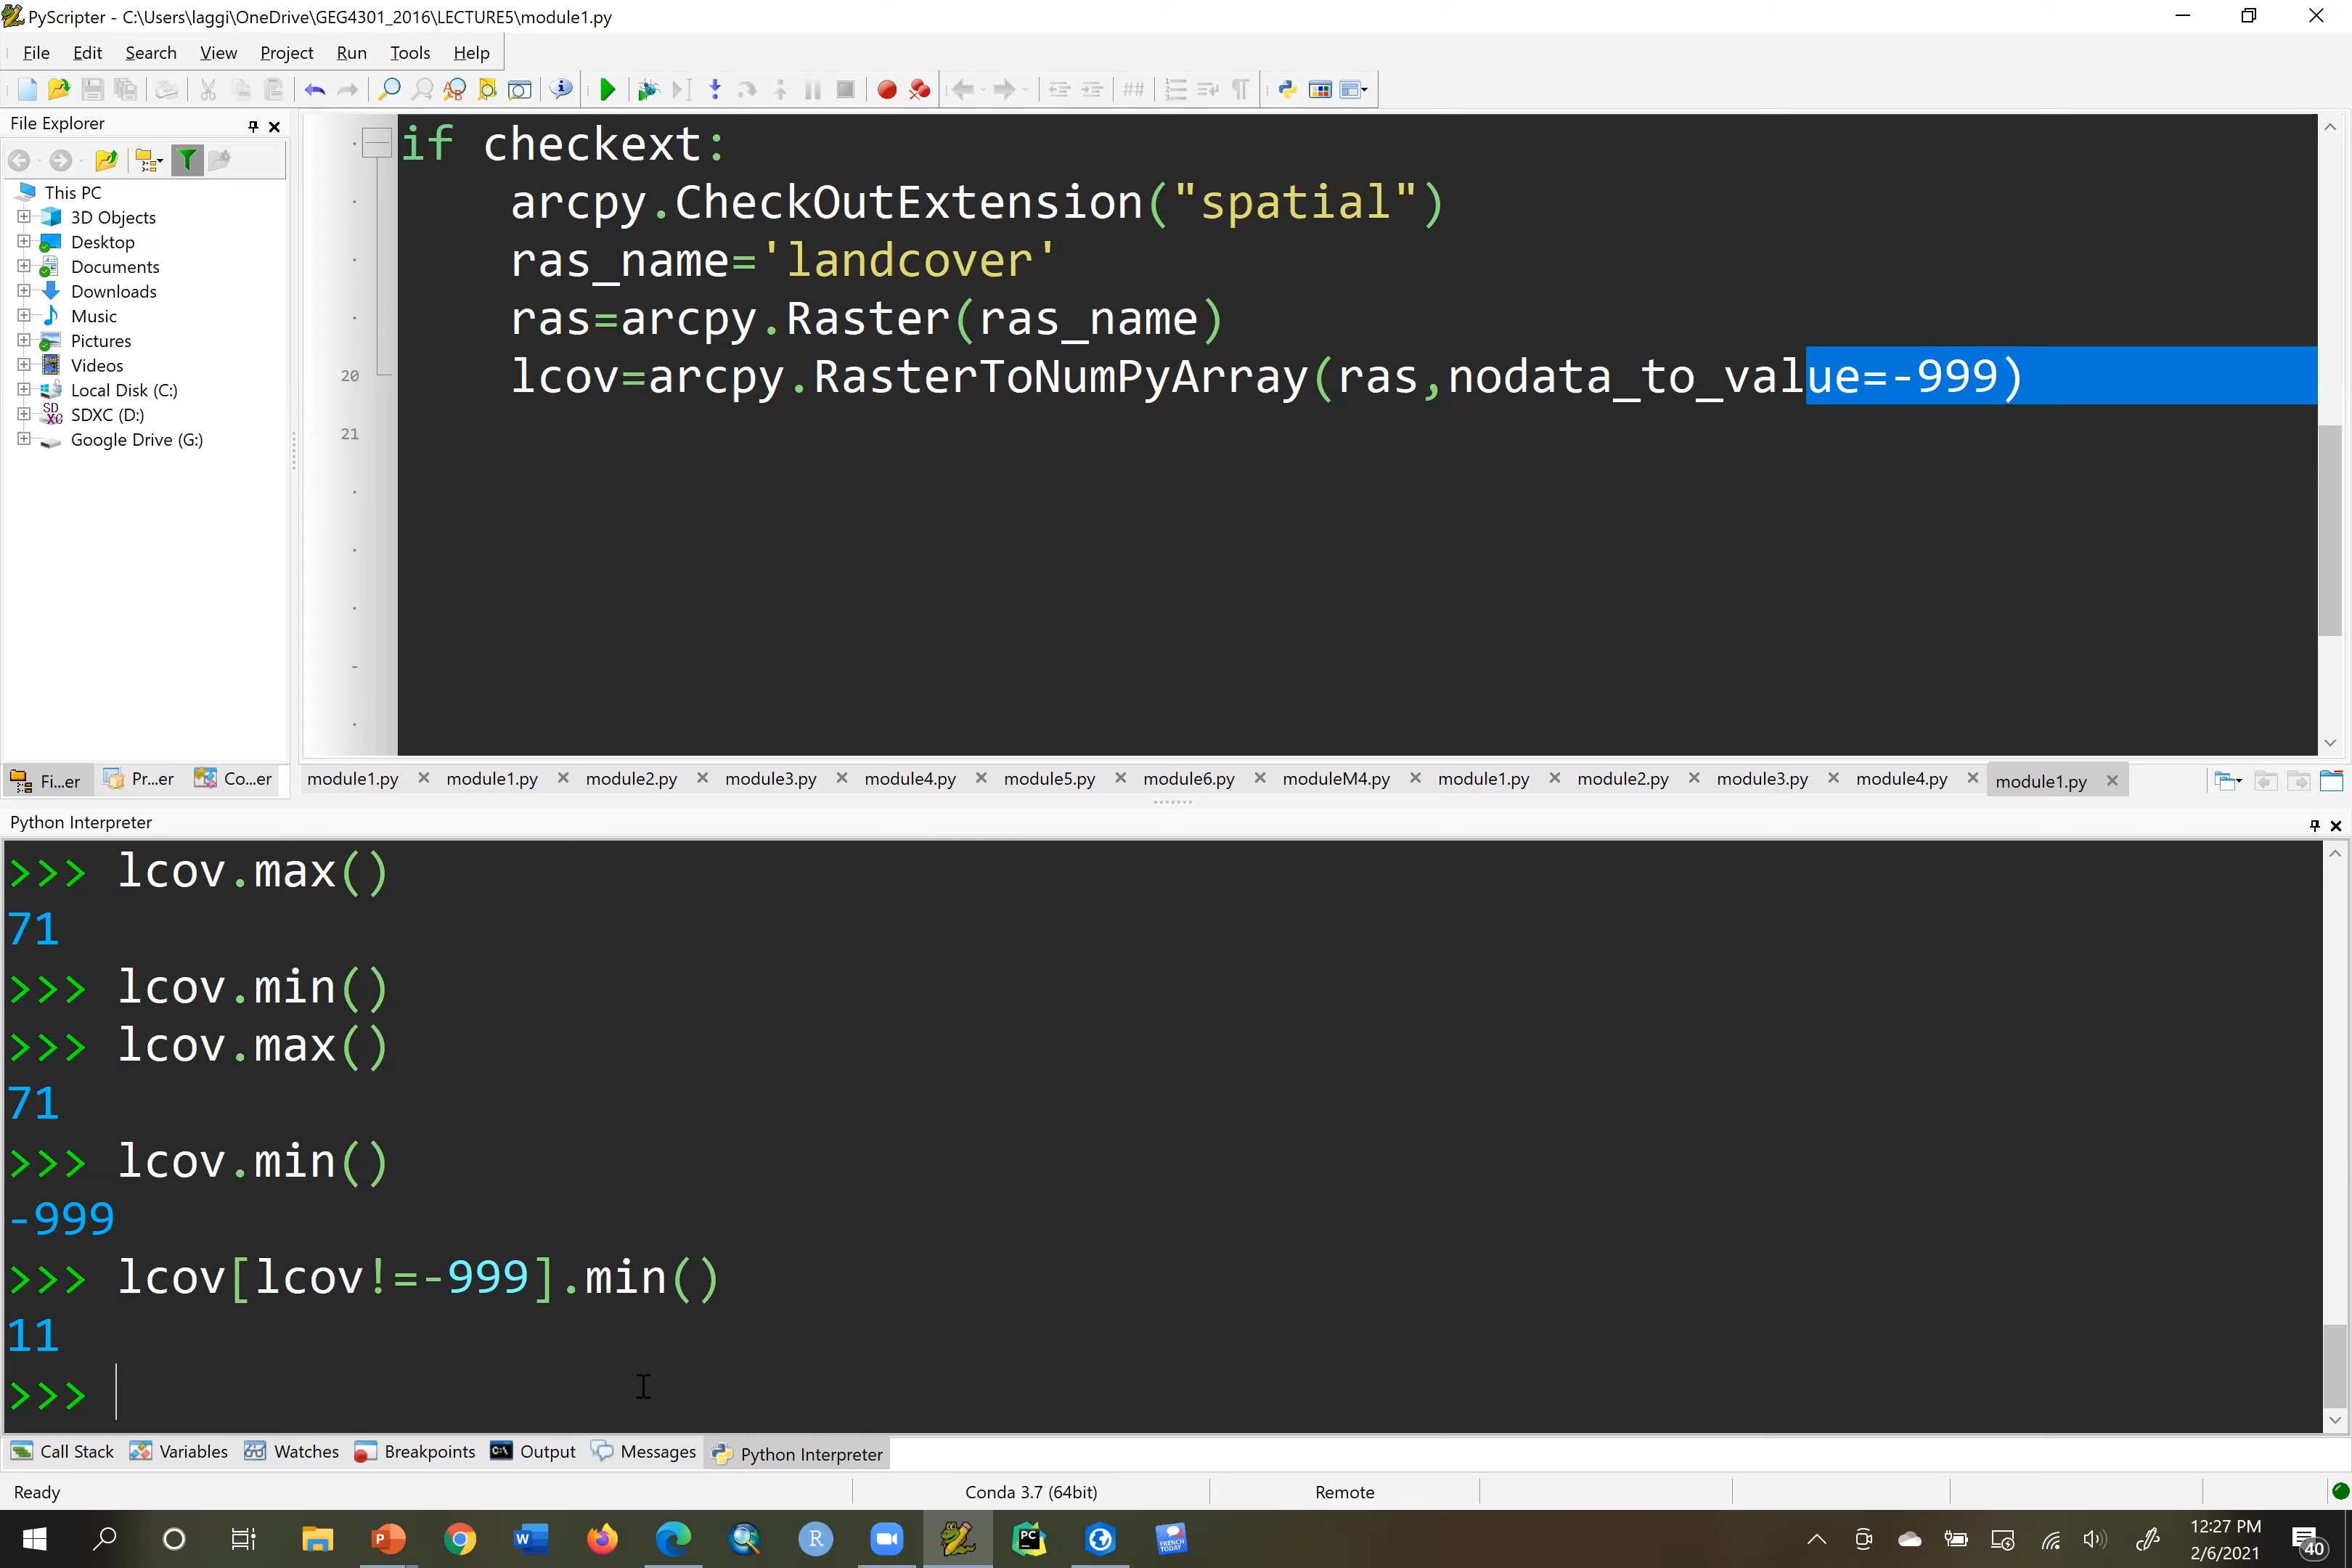 PyScripter - C:\Users\laggi\OneDrive\GEG4301_2016\LECTURE5\module1.py
File Edit Search View Project Run Tools Help
File Explorer
This PC
3D Objects
Desktop
Documents
Downloads
Music
Pictures
Videos
Local Disk (C:)
SDXC (D:)
Google Drive (G:)
Fi...er Pr...er Co...er
if checkext:
arcpy.CheckOutExtension("spatial")
ras_name='landcover'
ras=arcpy.Raster(ras_name)
20 lcov=arcpy.RasterToNumPyArray(ras,nodata_to_value=-999)
21
module1.py module1.py module2.py module3.py module4.py module5.py module6.py moduleM4.py module1.py module2.py module3.py module4.py module1.py
Python Interpreter
>>> lcov.max()
71
>>> lcov.min()
>>> lcov.max()
71
>>> lcov.min()
-999
>>> lcov[lcov!=-999].min()
11
>>>
Call Stack Variables Watches Breakpoints Output Messages Python Interpreter
Ready Conda 3.7 (64bit) Remote
12:27 PM
2/6/2021
40